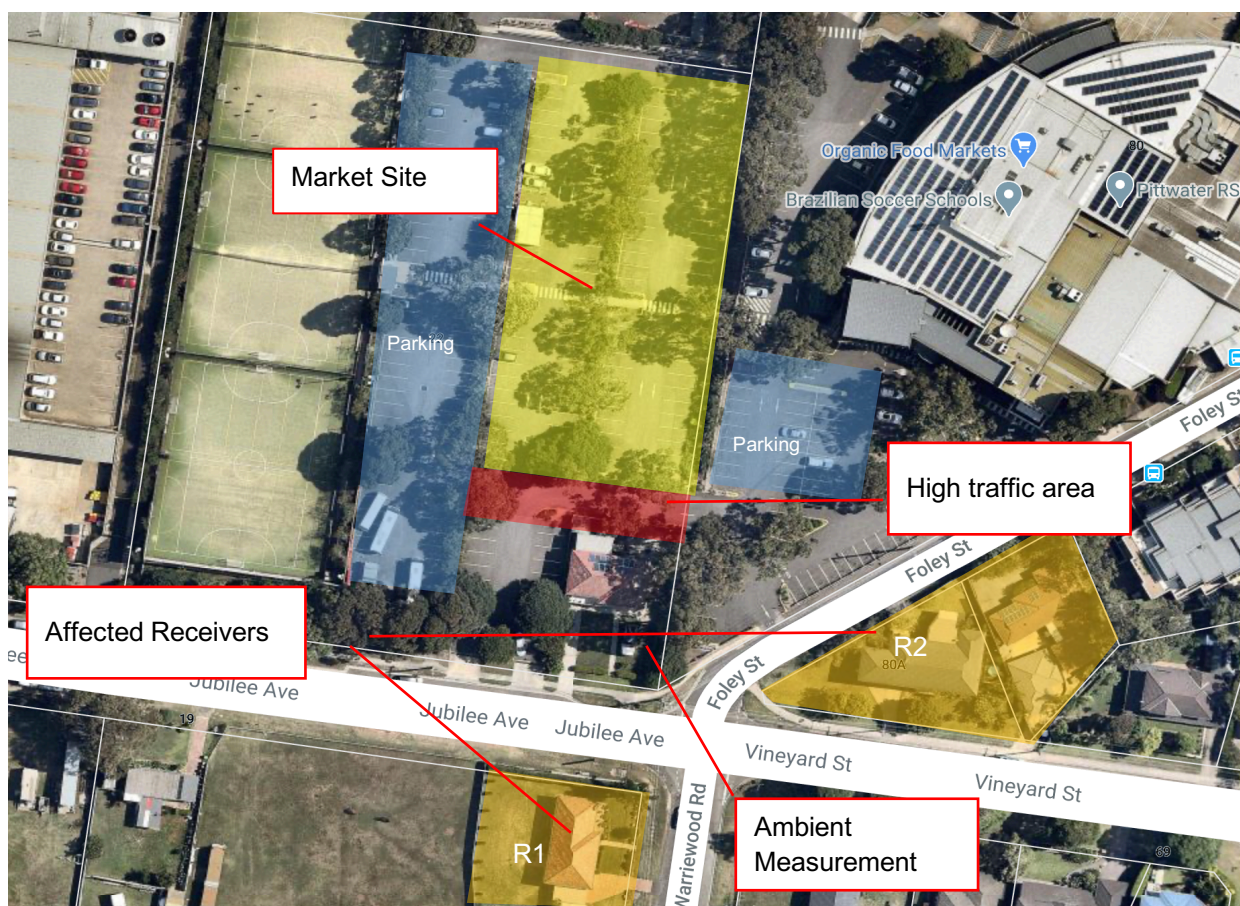 80
Organic Food Markets
Market Site
Brazilian Soccer Schools
Pittwater RS
Parking
Foley St
Parking
High traffic area
Foley St
Affected Receivers
R2
80A
Foley St
Jubilee Ave
19
Jubilee Ave
Jubilee Ave
Vineyard St
Vineyard St
Warriewood Rd
Ambient
Measurement
R1
69